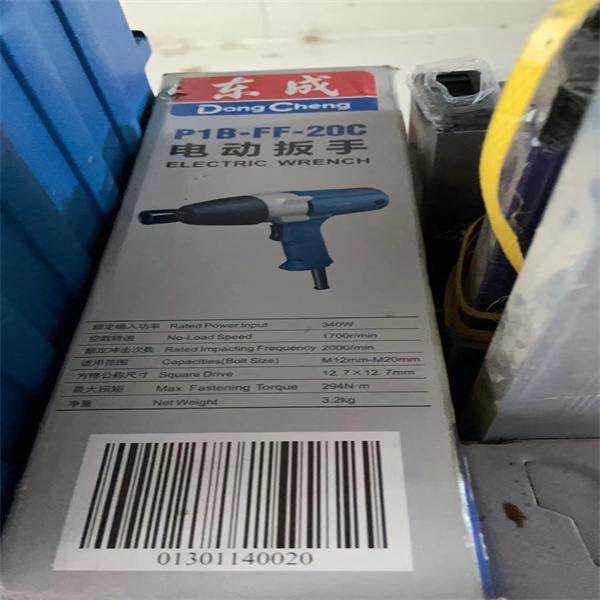 东成
DongCheng
P1B-FF-20C
电动扳手
ELECTRIC WRENCH
额定输入功率 Rated Power Input 340W
空载转速 No-Load Speed 1700r/min
额定冲击次数 Rated Impacting Frequency 2000/min
适用范围 Capacities(Bolt Size) M12mm-M20mm
方榫公称尺寸 Square Drive 12.7×12.7mm
最大扭矩 Max. Fastening Torque 294N·m
净重 Net Weight 3.2kg
01301140020